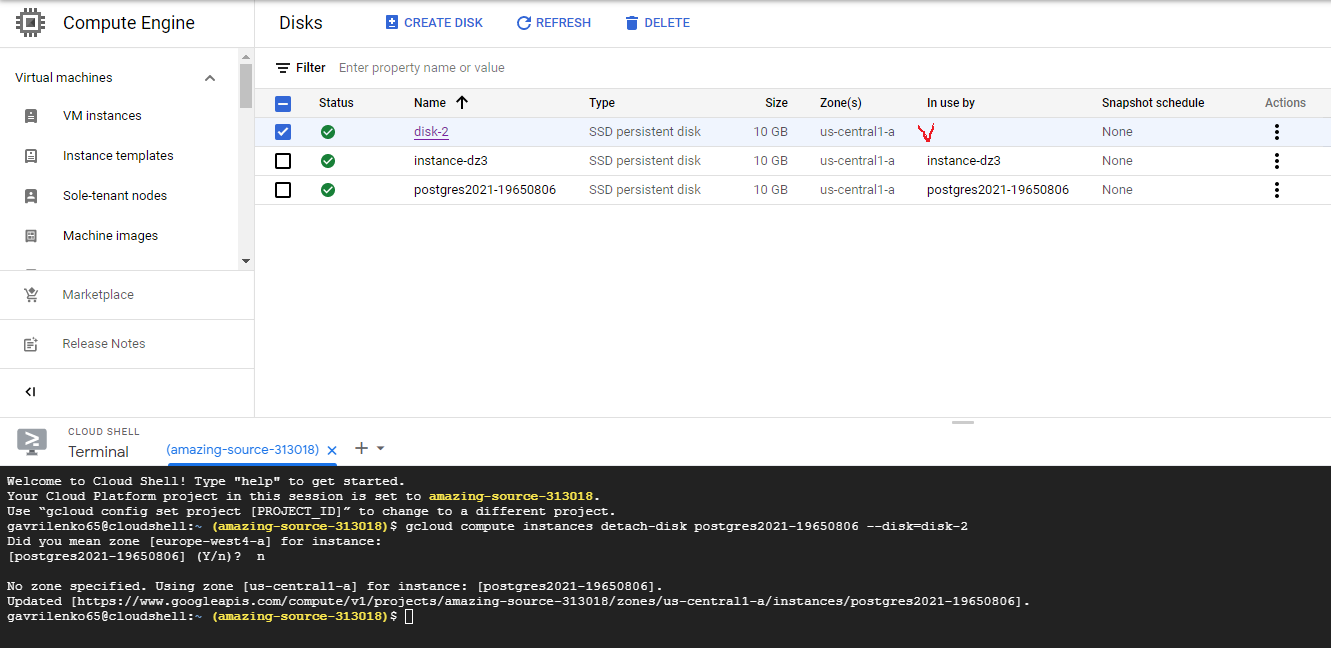 Compute Engine
Disks CREATE DISK REFRESH DELETE
Virtual machines
VM instances
Instance templates
Sole-tenant nodes
Machine images
Marketplace
Release Notes
Filter Enter property name or value
Status Name Type Size Zone(s) In use by Snapshot schedule Actions
disk-2 SSD persistent disk 10 GB us-central1-a None
instance-dz3 SSD persistent disk 10 GB us-central1-a instance-dz3 None
postgres2021-19650806 SSD persistent disk 10 GB us-central1-a postgres2021-19650806 None
CLOUD SHELL
Terminal (amazing-source-313018)
Welcome to Cloud Shell! Type "help" to get started.
Your Cloud Platform project in this session is set to amazing-source-313018.
Use “gcloud config set project [PROJECT_ID]” to change to a different project.
gavrilenko65@cloudshell:~ (amazing-source-313018)$ gcloud compute instances detach-disk postgres2021-19650806 --disk=disk-2
Did you mean zone [europe-west4-a] for instance:
[postgres2021-19650806] (Y/n)? n
No zone specified. Using zone [us-central1-a] for instance: [postgres2021-19650806].
Updated [https://www.googleapis.com/compute/v1/projects/amazing-source-313018/zones/us-central1-a/instances/postgres2021-19650806].
gavrilenko65@cloudshell:~ (amazing-source-313018)$